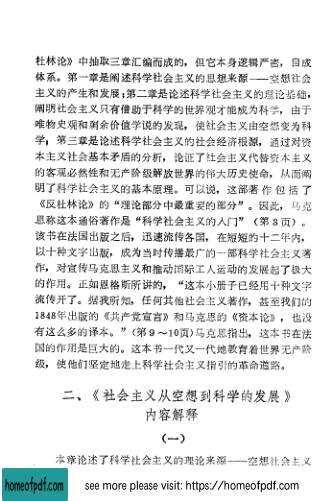 杜林论》中抽取三章汇编而成的，但它本身逻辑严密，自成
体系。第一章是阐述科学社会主义的思想来源——空想社会
主义的产生和发展；第二章是论述科学社会主义的理论基础，
阐明社会主义只有借助于科学的世界观才能成为科学，由于
唯物史观和剩余价值学说的发现，使社会主义由空想变为科
学；第三章是论述科学社会主义的社会经济根源，通过对资
本主义社会基本矛盾的分析，论证了社会主义代替资本主义
的客观必然性和无产阶级解放世界的伟大历史使命，从而阐
明了科学社会主义的基本原理。可以说，这部著作包括了
《反杜林论》的“理论部分中最重要的部分”。因此，马克
思称这本通俗著作是“科学社会主义的入门”（第3页）。
该书在法国出版之后，迅速流传各国，在短短的十二年内，
以十种文字出版，成为当时传播最广的一部科学社会主义著
作，对宣传马克思主义和推动国际工人运动的发展起了极大
的作用。正如恩格斯所讲的，“这本小册子已经用十种文字
流传开了。据我所知，任何其他社会主义著作，甚至我们的
1848年出版的《共产党宣言》和马克思的《资本论》，也没
有这么多的译本。”（第9～10页）马克思指出，这本书在法
国的作用是巨大的。这本书一代又一代地教育着世界无产阶
级，使他们坚定地走上科学社会主义指引的革命道路。
二、《社会主义从空想到科学的发展》
内容解释
（一）
本章论述了科学社会主义的理论来源——空想社会主义
homeofpdf.com
see more please visit: https://homeofpdf.com